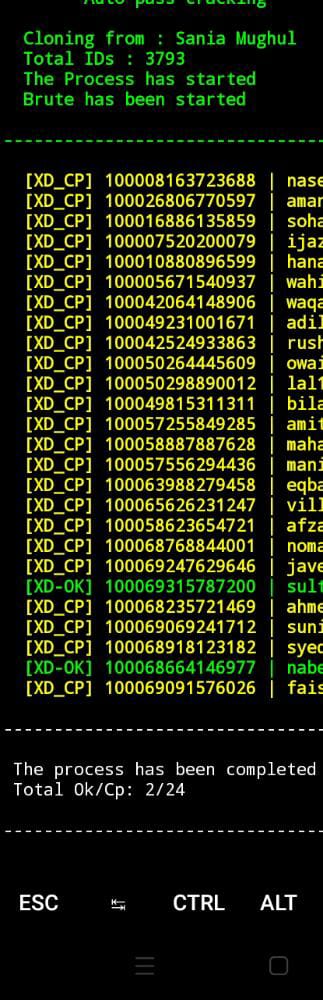 Auto pass cracking
Cloning from : Sania Mughul
Total IDs : 3793
The Process has started
Brute has been started
[XD_CP] 100008163723688 | nase
[XD_CP] 100026806770597 | aman
[XD_CP] 100016886135859 | soha
[XD_CP] 100007520200079 | ijaz
[XD_CP] 100010880896599 | hana
[XD_CP] 100005671540937 | wahi
[XD_CP] 100042064148906 | waqa
[XD_CP] 100049231001671 | adil
[XD_CP] 100042524933863 | rush
[XD_CP] 100050264445609 | owai
[XD_CP] 100050298890012 | lal1
[XD_CP] 100049815311311 | bila
[XD_CP] 100057255849285 | amit
[XD_CP] 100058887887628 | maha
[XD_CP] 100057556294436 | mani
[XD_CP] 100063988279458 | eqba
[XD_CP] 100065626231247 | vill
[XD_CP] 100058623654721 | afza
[XD_CP] 100068768844001 | noma
[XD_CP] 100069247629646 | jave
[XD-OK] 100069315787200 | sult
[XD_CP] 100068235721469 | ahme
[XD_CP] 100069069241712 | suni
[XD_CP] 100068918123182 | syed
[XD-OK] 100068664146977 | nabe
[XD_CP] 100069091576026 | fais
The process has been completed
Total Ok/Cp: 2/24
ESC CTRL ALT